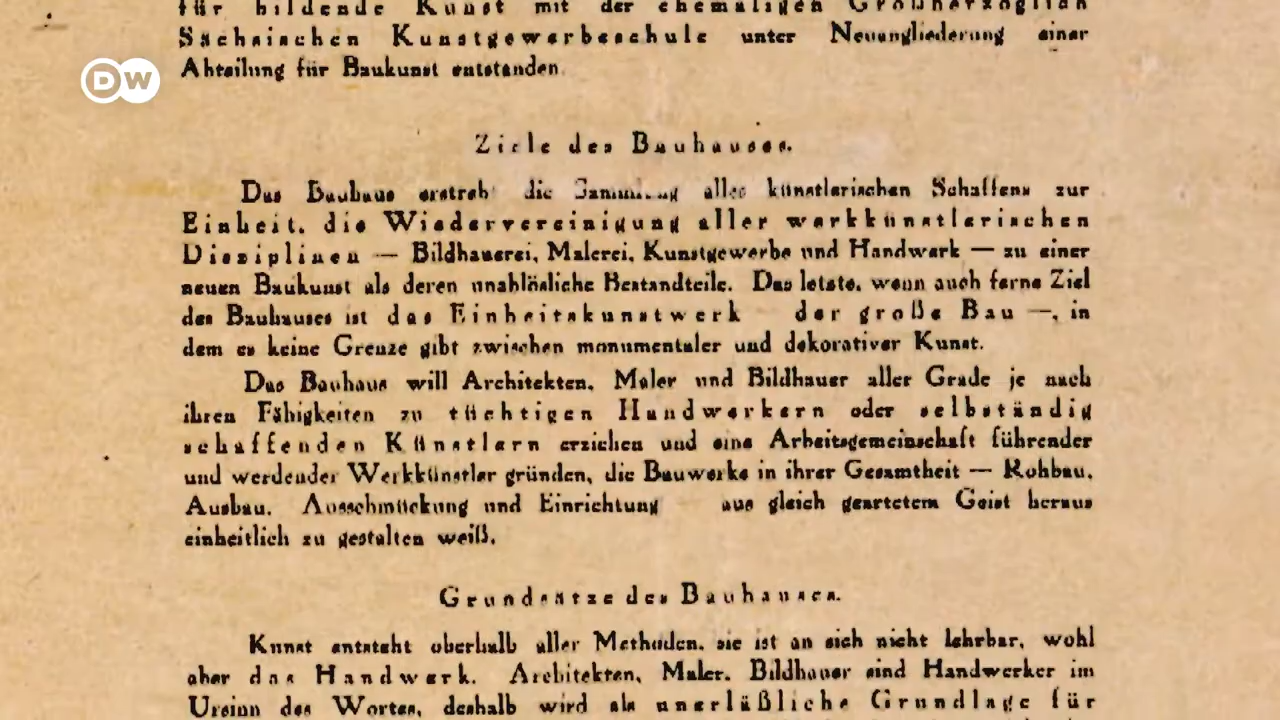 für bildende Kunst mit der ehemaligen Großherzoglich
Sächsischen Kunstgewerbeschule unter Neuangliederung einer
Abteilung für Baukunst entstanden.
DW
Ziele des Bauhauses.
Das Bauhaus erstrebt die Sammlung alles künstlerischen Schaffens zur
Einheit, die Wiedervereinigung aller werkkünstlerischen
Disziplinen — Bildhauerei, Malerei, Kunstgewerbe und Handwerk — zu einer
neuen Baukunst als deren unablösliche Bestandteile. Das letzte, wenn auch ferne Ziel
des Bauhauses ist das Einheitskunstwerk — der große Bau —, in
dem es keine Grenze gibt zwischen monumentaler und dekorativer Kunst.
Das Bauhaus will Architekten, Maler und Bildhauer aller Grade je nach
ihren Fähigkeiten zu tüchtigen Handwerkern oder selbständig
schaffenden Künstlern erziehen und eine Arbeitsgemeinschaft führender
und werdender Werkkünstler gründen, die Bauwerke in ihrer Gesamtheit — Rohbau,
Ausbau, Ausschmückung und Einrichtung — aus gleich geartetem Geist heraus
einheitlich zu gestalten weiß.
Grundsätze des Bauhauses.
Kunst entsteht oberhalb aller Methoden, sie ist an sich nicht lehrbar, wohl
aber das Handwerk. Architekten, Maler, Bildhauer sind Handwerker im
Ursinn des Wortes, deshalb wird als unerläßliche Grundlage für